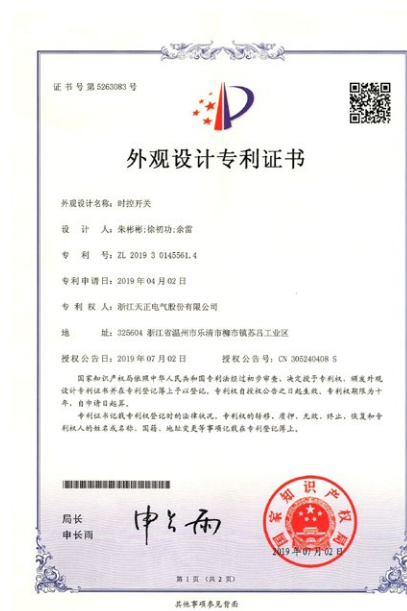 证书号第5263083号
外观设计专利证书
外观设计名称：时控开关
设 计 人：朱彬彬;徐初功;余雷
专 利 号：ZL 2019 3 0145561.4
专利申请日：2019年04月02日
专 利 权 人：浙江天正电气股份有限公司
地 址：325604 浙江省温州市乐清市柳市镇苏吕工业区
授权公告日：2019年07月02日 授权公告号：CN 305240408 S
国家知识产权局依照中华人民共和国专利法经过初步审查，决定授予专利权，颁发外观
设计专利证书并在专利登记簿上予以登记。专利权自授权公告之日起生效。专利权期限为十
年，自申请日起算。
专利证书记载专利权登记时的法律状况。专利权的转移、质押、无效、终止、恢复和专
利权人的姓名或名称、国籍、地址变更等事项记载在专利登记簿上。
局长
申长雨
申长雨
国家知识产权局
2019年07月02日
第 1 页 （共 2 页）
其他事项参见背面